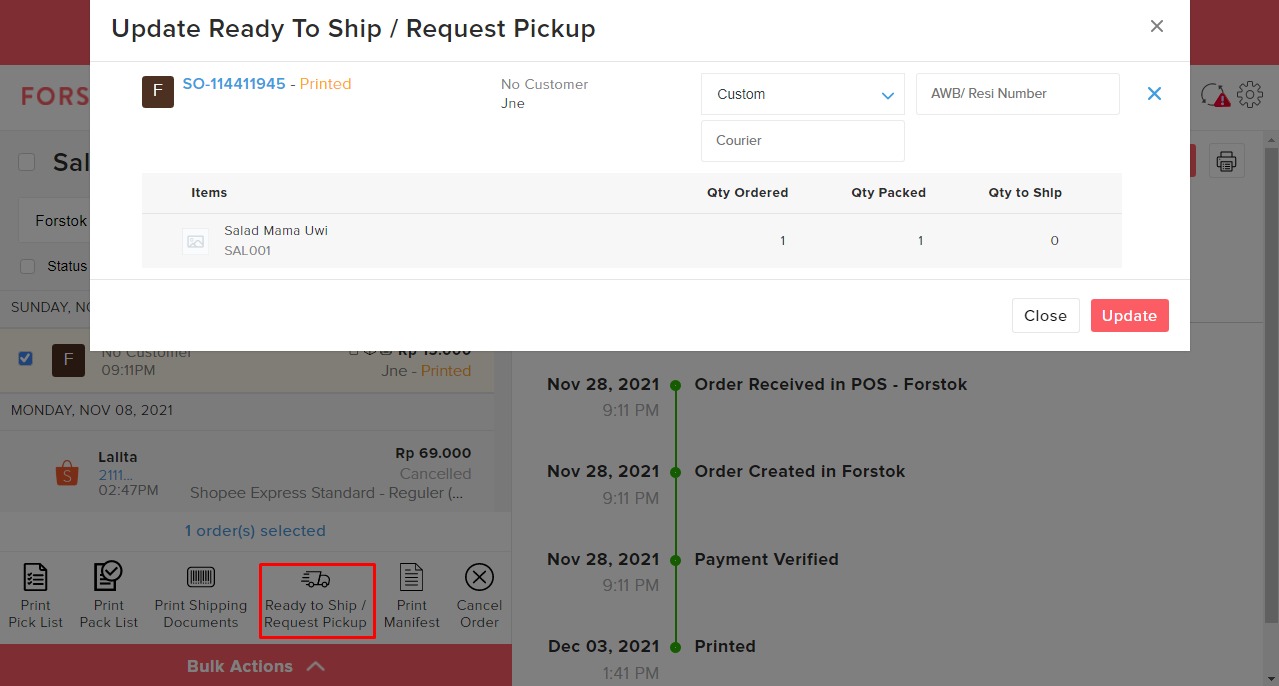 Update Ready To Ship / Request Pickup
F
SO-114411945 - Printed
No Customer
Jne
Custom
AWB/ Resi Number
Courier
Items
Qty Ordered
Qty Packed
Qty to Ship
Salad Mama Uwi
SAL001
1
1
0
Close
Update
FORS
Sal
Forstok
Status
SUNDAY, NO
F
No Customer
Rp 15.000
09:11PM
Jne - Printed
MONDAY, NOV 08, 2021
Lalita
Rp 69.000
2111...
Cancelled
02:47PM
Shopee Express Standard - Reguler (...
1 order(s) selected
Print
Pick List
Print
Pack List
Print Shipping
Documents
Ready to Ship /
Request Pickup
Print
Manifest
Cancel
Order
Bulk Actions
Nov 28, 2021
Order Received in POS - Forstok
9:11 PM
Nov 28, 2021
Order Created in Forstok
9:11 PM
Nov 28, 2021
Payment Verified
9:11 PM
Dec 03, 2021
Printed
1:41 PM